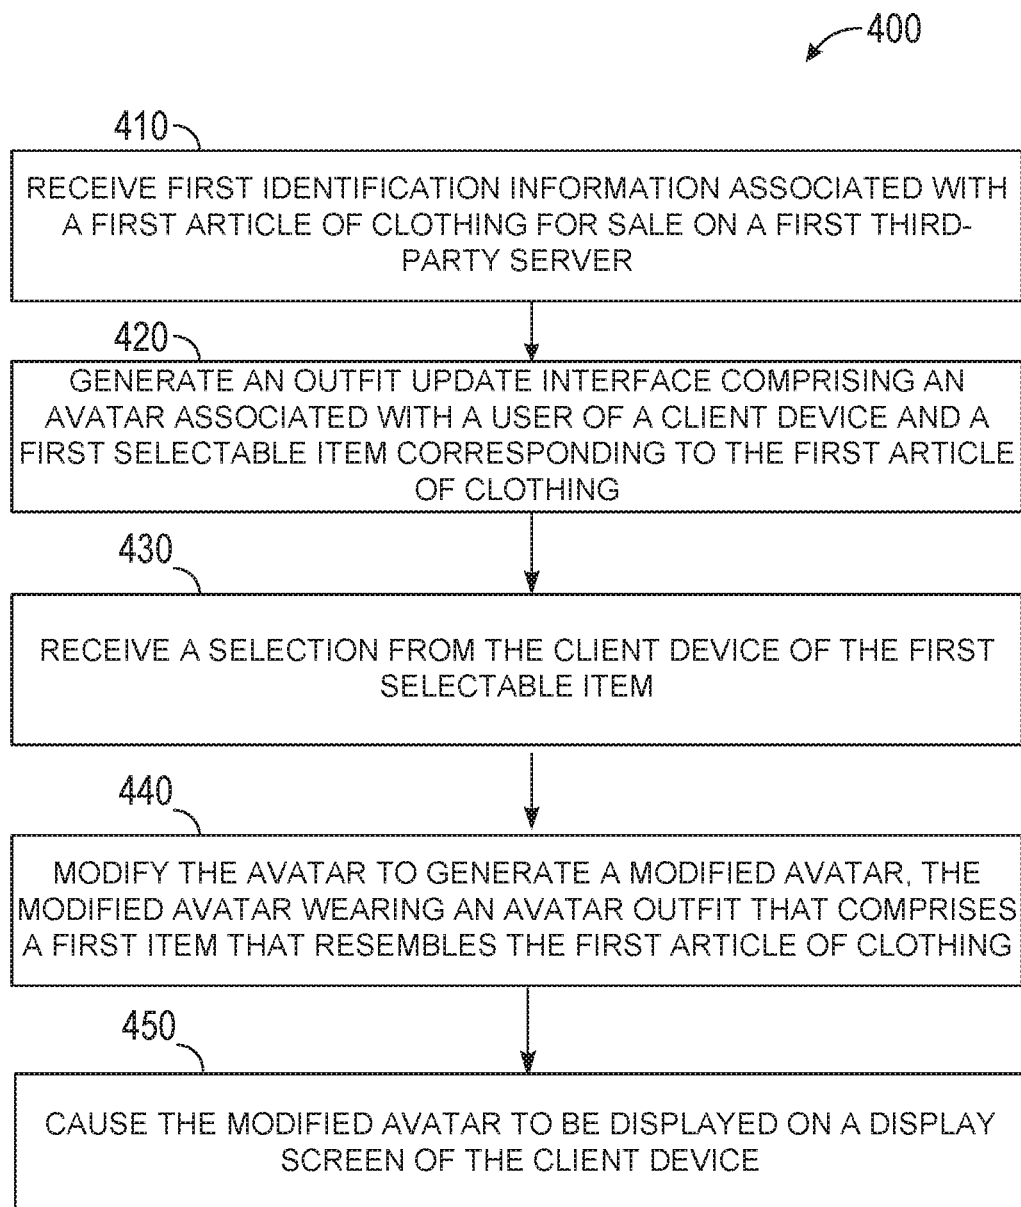 400
410
RECEIVE FIRST IDENTIFICATION INFORMATION ASSOCIATED WITH
A FIRST ARTICLE OF CLOTHING FOR SALE ON A FIRST THIRD-
PARTY SERVER
420
GENERATE AN OUTFIT UPDATE INTERFACE COMPRISING AN
AVATAR ASSOCIATED WITH A USER OF A CLIENT DEVICE AND A
FIRST SELECTABLE ITEM CORRESPONDING TO THE FIRST ARTICLE
OF CLOTHING
430
RECEIVE A SELECTION FROM THE CLIENT DEVICE OF THE FIRST
SELECTABLE ITEM
440
MODIFY THE AVATAR TO GENERATE A MODIFIED AVATAR, THE
MODIFIED AVATAR WEARING AN AVATAR OUTFIT THAT COMPRISES
A FIRST ITEM THAT RESEMBLES THE FIRST ARTICLE OF CLOTHING
450
CAUSE THE MODIFIED AVATAR TO BE DISPLAYED ON A DISPLAY
SCREEN OF THE CLIENT DEVICE